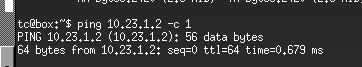 tc@box:~$ ping 10.23.1.2 -c 1
PING 10.23.1.2 (10.23.1.2): 56 data bytes
64 bytes from 10.23.1.2: seq=0 ttl=64 time=0.679 ms